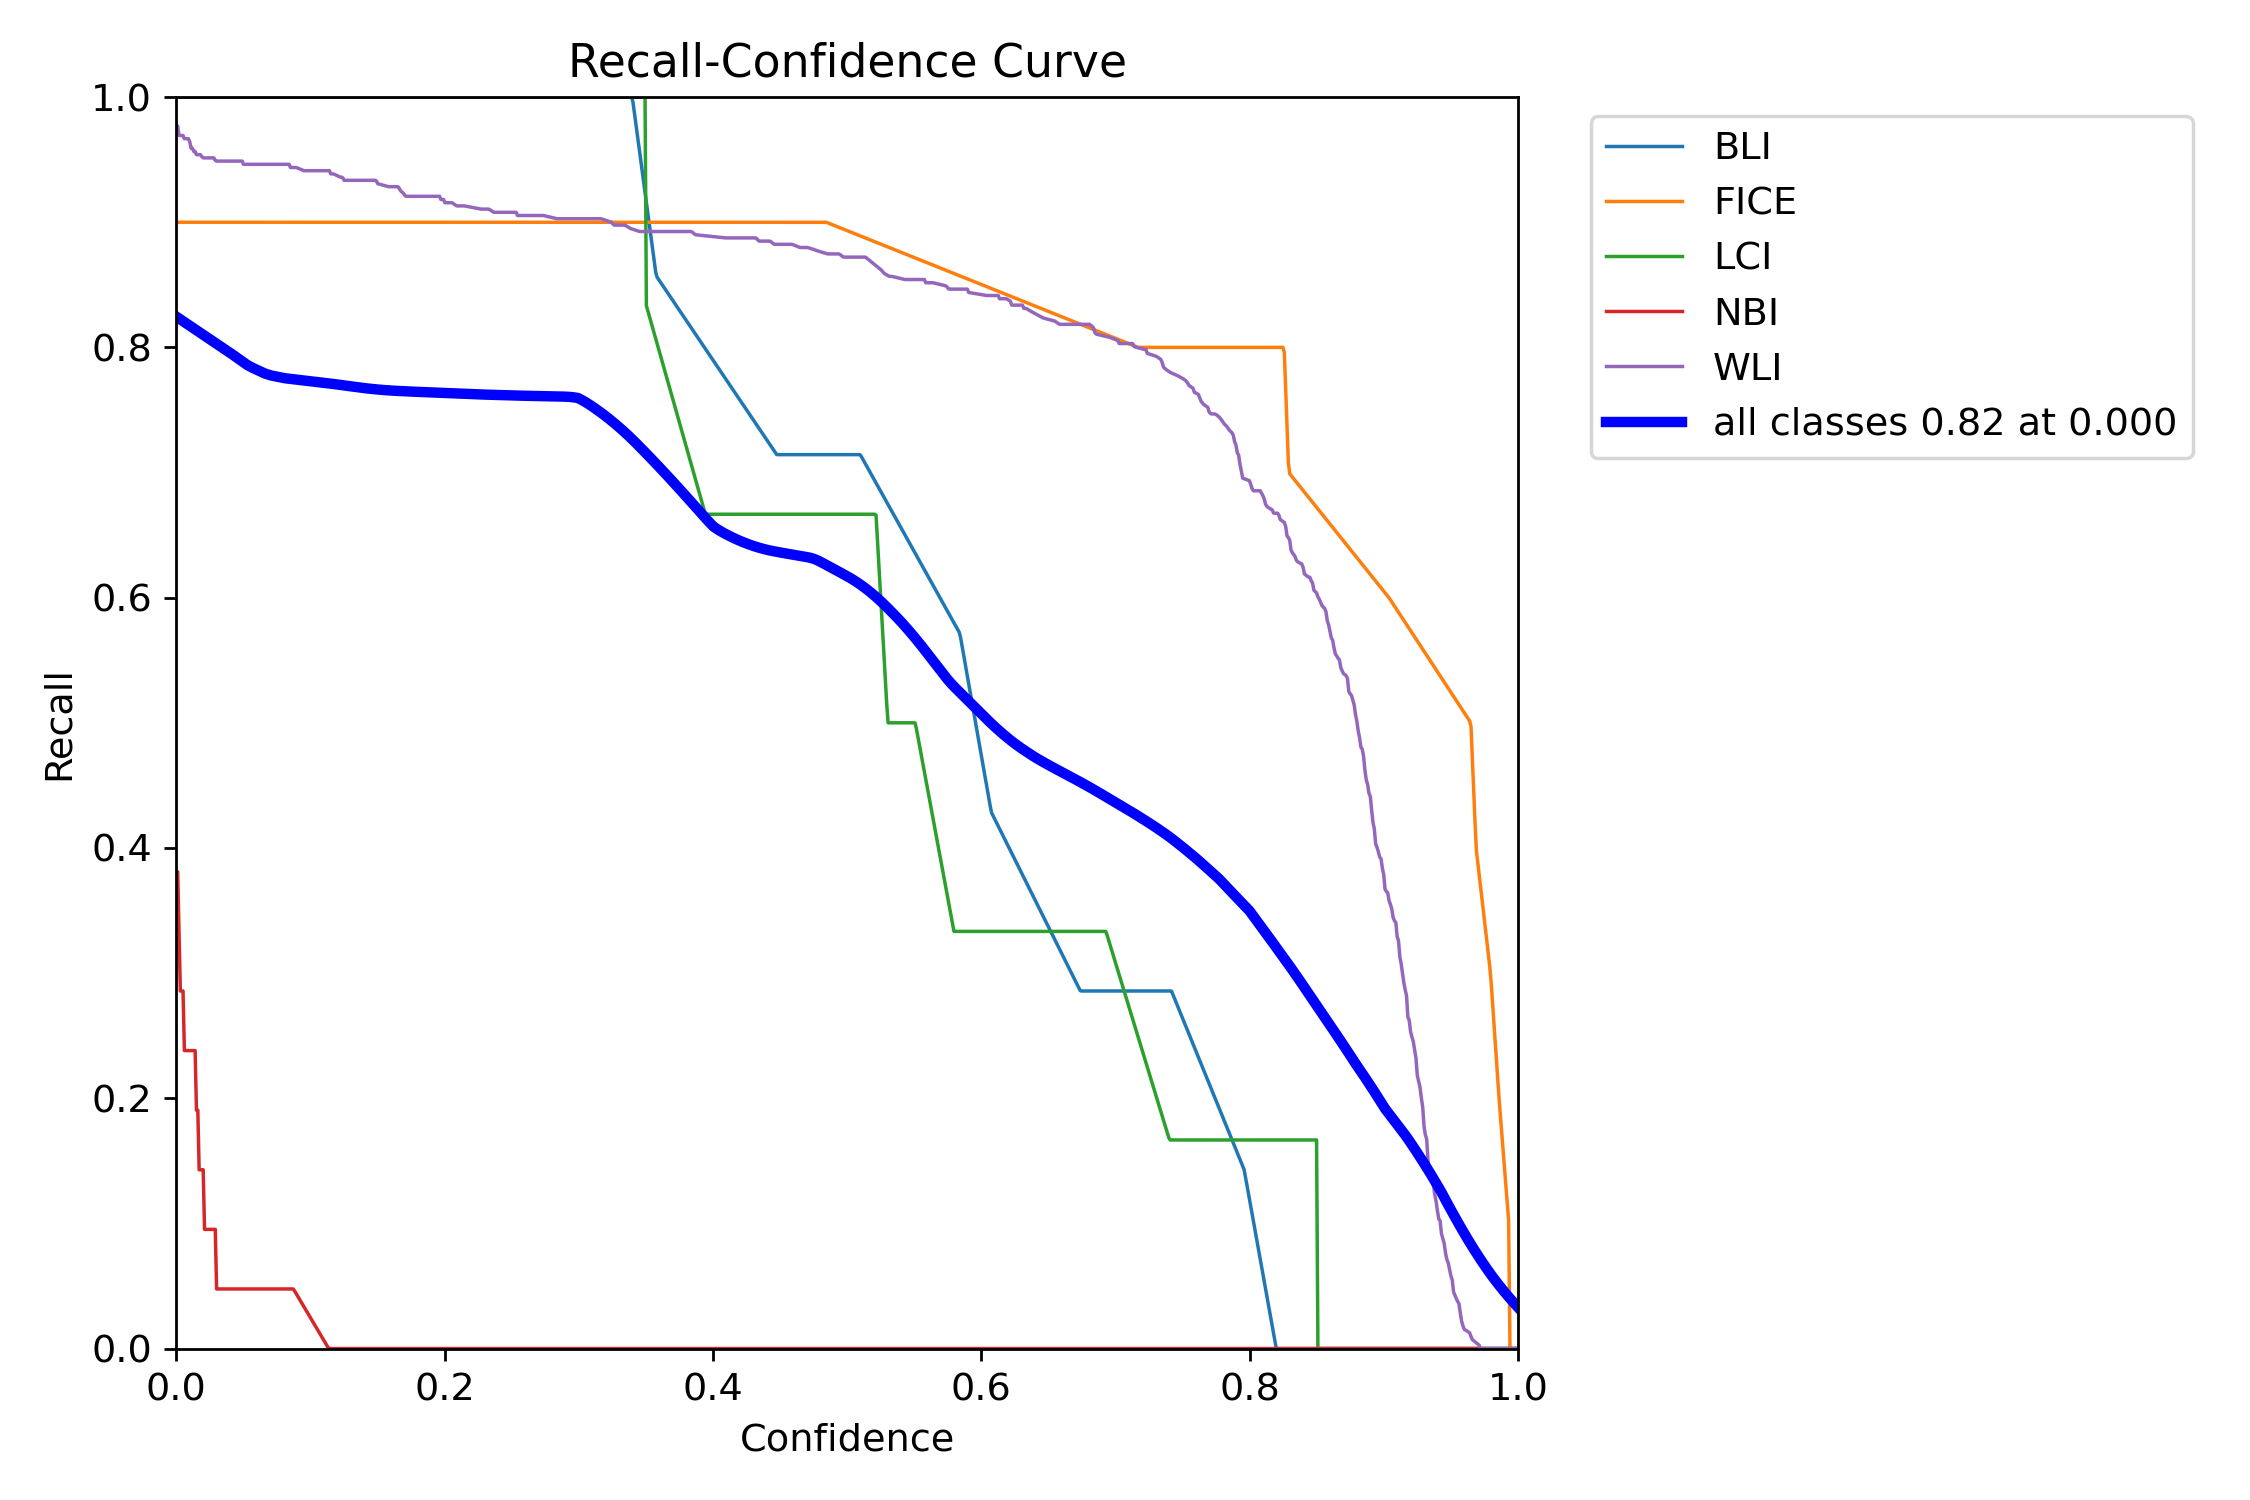 Recall-Confidence Curve
1.0
0.8
0.6
0.4
0.2
0.0
Recall
0.0 0.2 0.4 0.6 0.8 1.0
Confidence
BLI
FICE
LCI
NBI
WLI
all classes 0.82 at 0.000